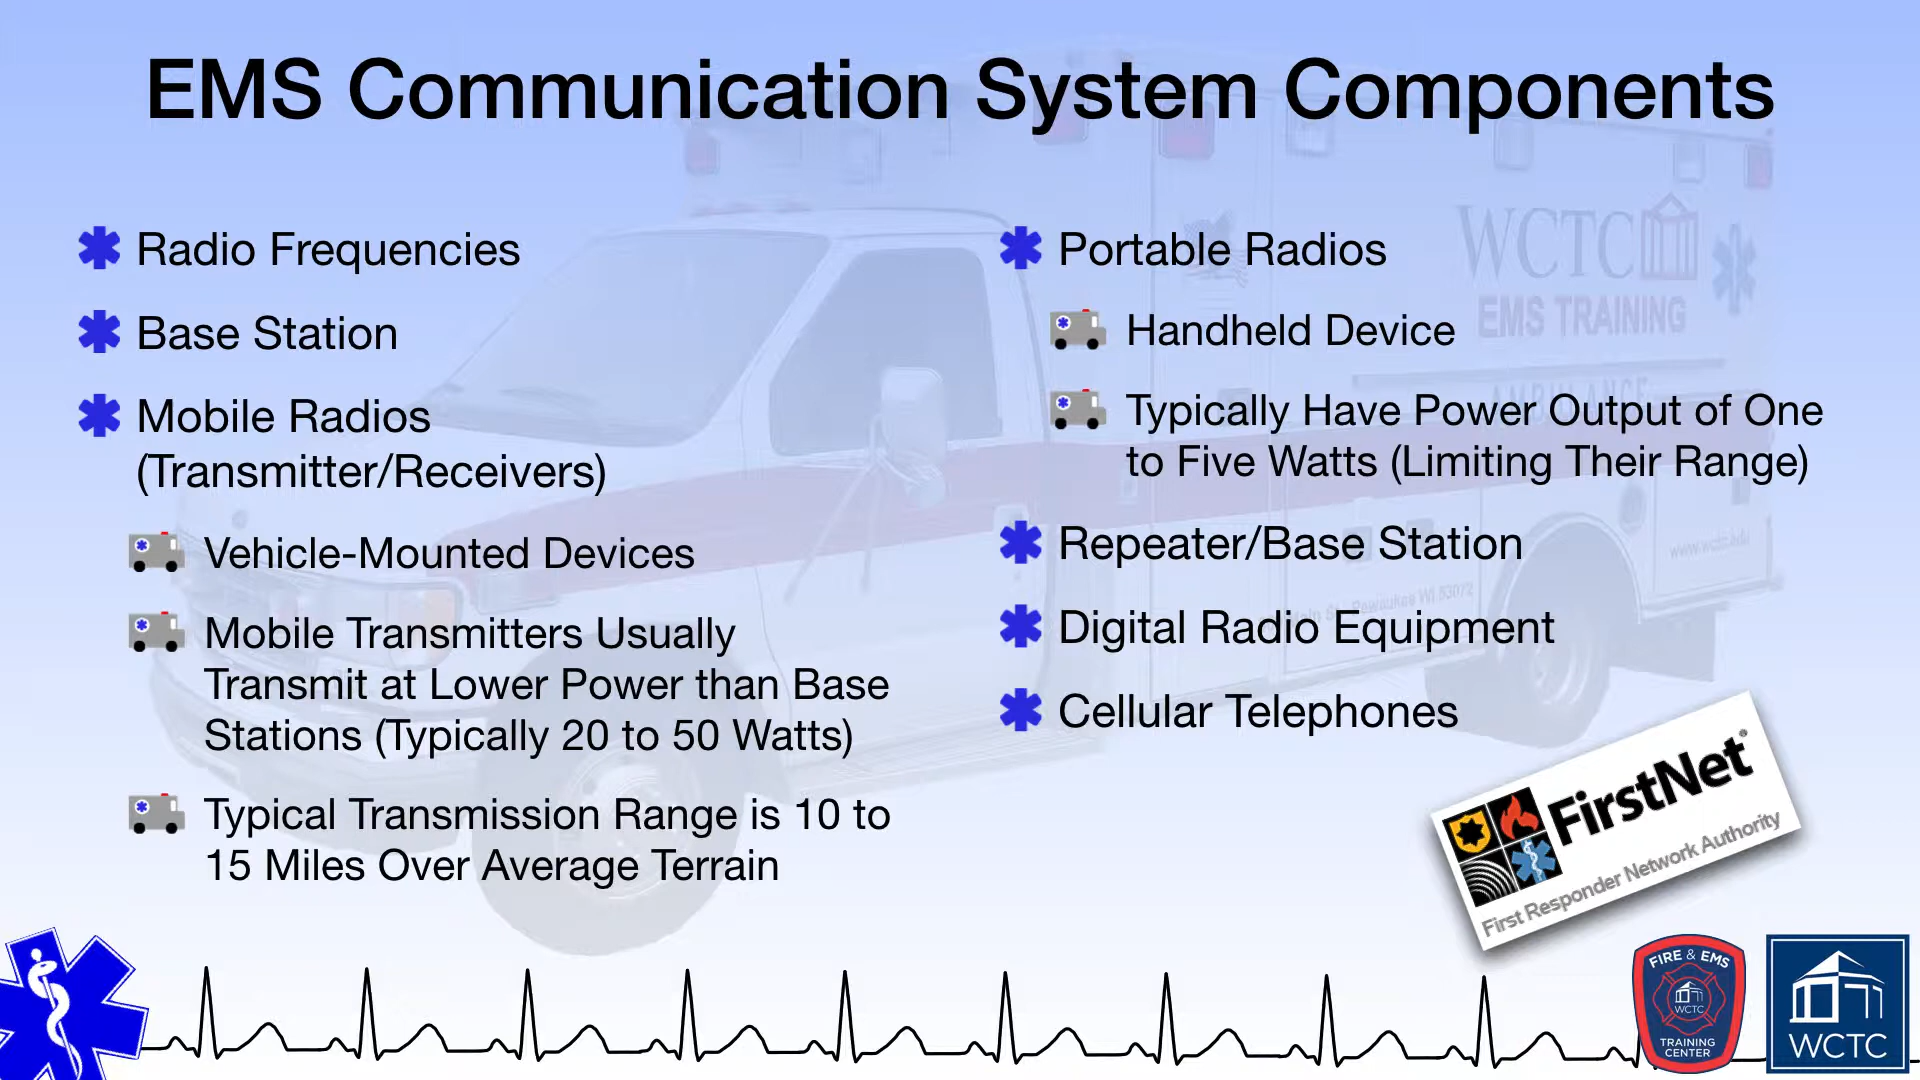 EMS Communication System Components
Radio Frequencies
Base Station
Mobile Radios
(Transmitter/Receivers)
Vehicle-Mounted Devices
Mobile Transmitters Usually
Transmit at Lower Power than Base
Stations (Typically 20 to 50 Watts)
Typical Transmission Range is 10 to
15 Miles Over Average Terrain
Portable Radios
Handheld Device
Typically Have Power Output of One
to Five Watts (Limiting Their Range)
Repeater/Base Station
Digital Radio Equipment
Cellular Telephones
WCTC
EMS TRAINING
AMBULANCE
Pewaukee WI 53072
FirstNet
First Responder Network Authority
FIRE & EMS
WCTC
TRAINING
CENTER
WCTC